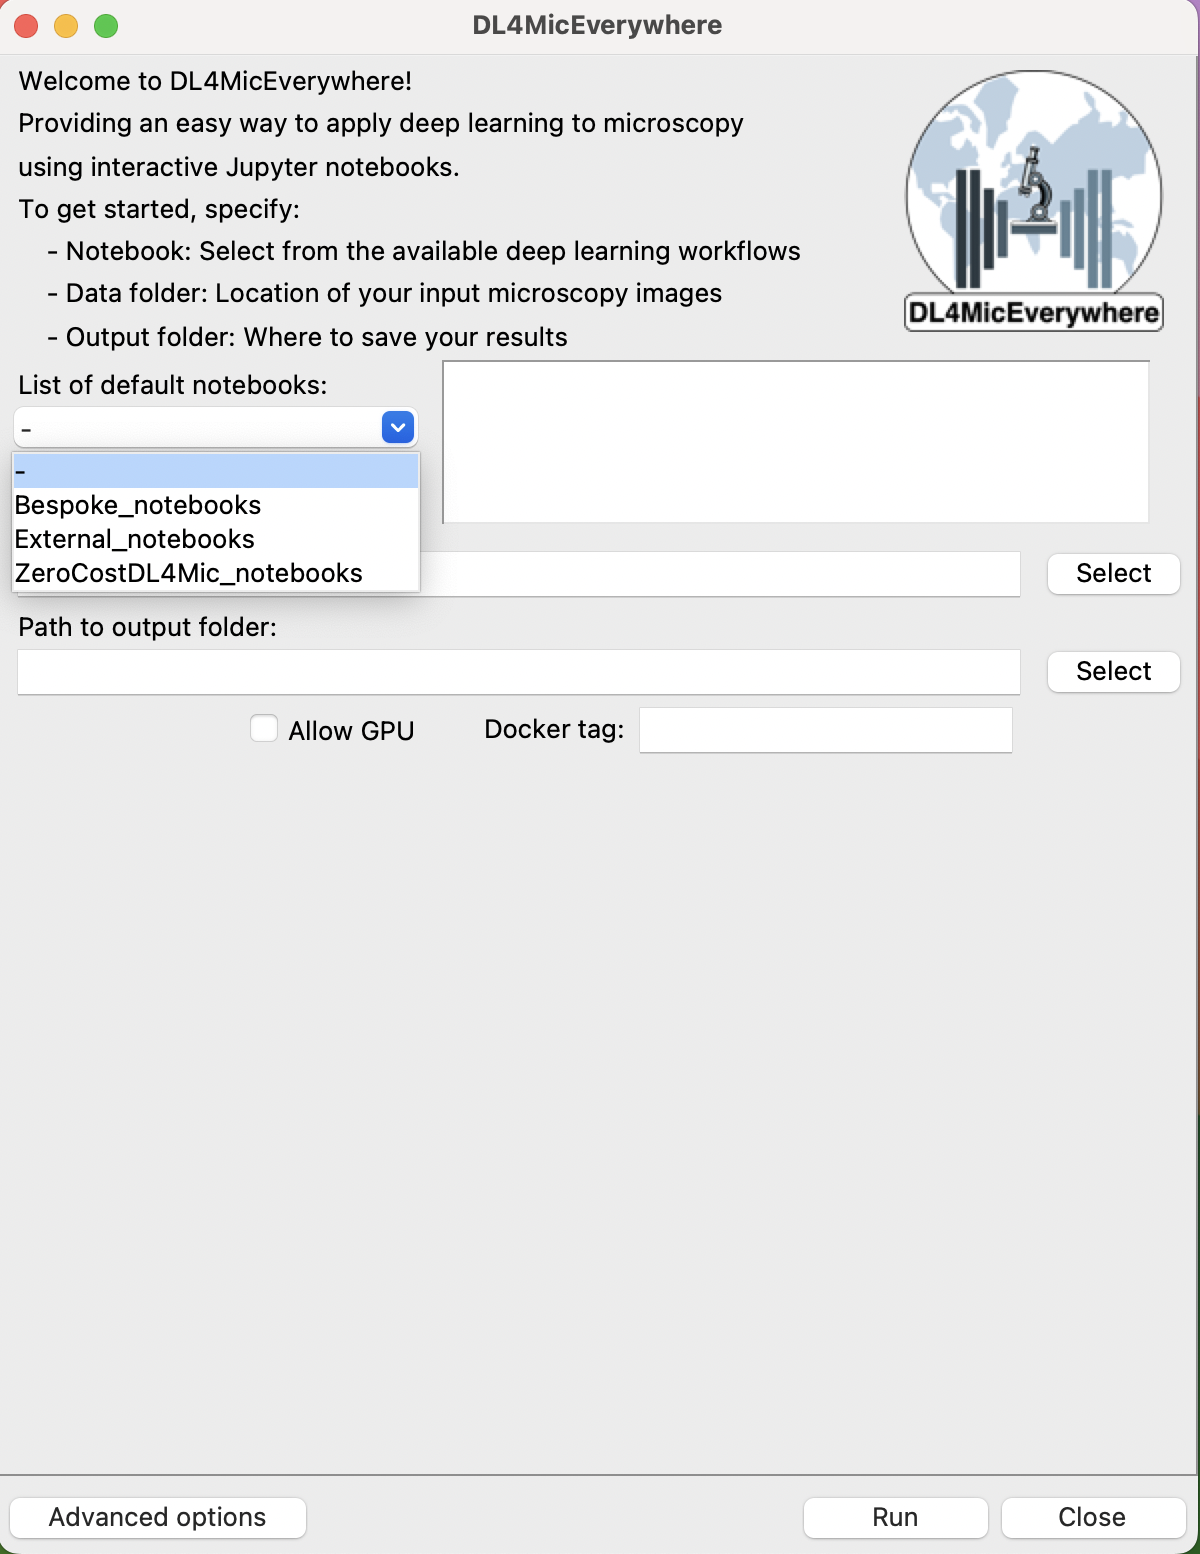 DL4MicEverywhere
Welcome to DL4MicEverywhere!
Providing an easy way to apply deep learning to microscopy
using interactive Jupyter notebooks.
To get started, specify:
- Notebook: Select from the available deep learning workflows
- Data folder: Location of your input microscopy images
- Output folder: Where to save your results
DL4MicEverywhere
List of default notebooks:
-
-
Bespoke_notebooks
External_notebooks
ZeroCostDL4Mic_notebooks
Select
Path to output folder:
Select
Allow GPU
Docker tag:
Advanced options
Run
Close